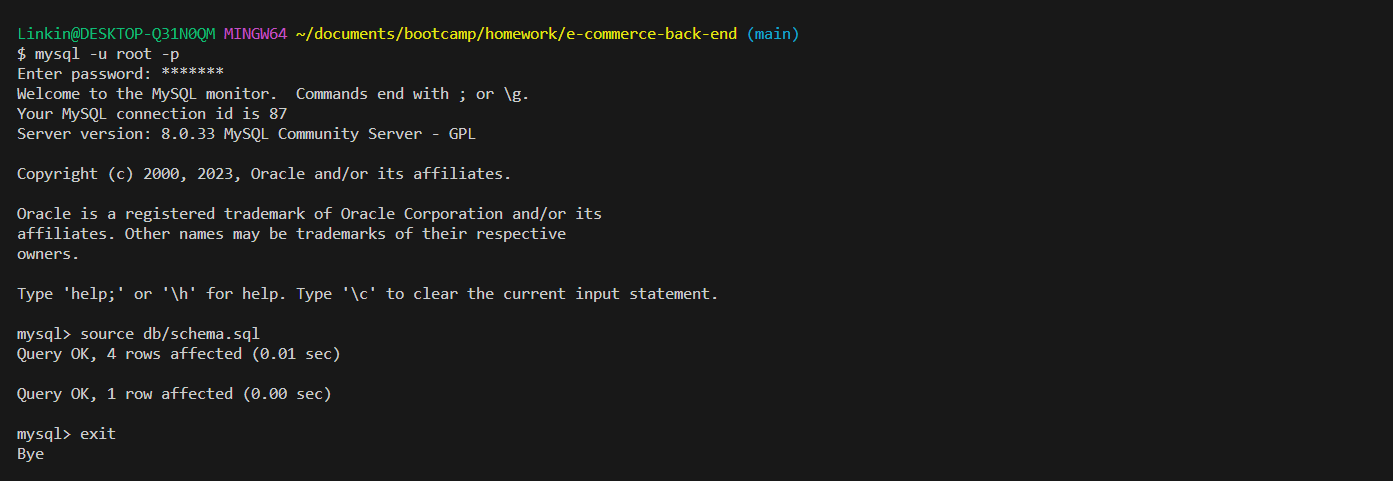 Linkin@DESKTOP-Q31N0QM MINGW64 ~/documents/bootcamp/homework/e-commerce-back-end (main)
$ mysql -u root -p
Enter password: *******
Welcome to the MySQL monitor.  Commands end with ; or \g.
Your MySQL connection id is 87
Server version: 8.0.33 MySQL Community Server - GPL
Copyright (c) 2000, 2023, Oracle and/or its affiliates.
Oracle is a registered trademark of Oracle Corporation and/or its
affiliates. Other names may be trademarks of their respective
owners.
Type 'help;' or '\h' for help. Type '\c' to clear the current input statement.
mysql> source db/schema.sql
Query OK, 4 rows affected (0.01 sec)
Query OK, 1 row affected (0.00 sec)
mysql> exit
Bye